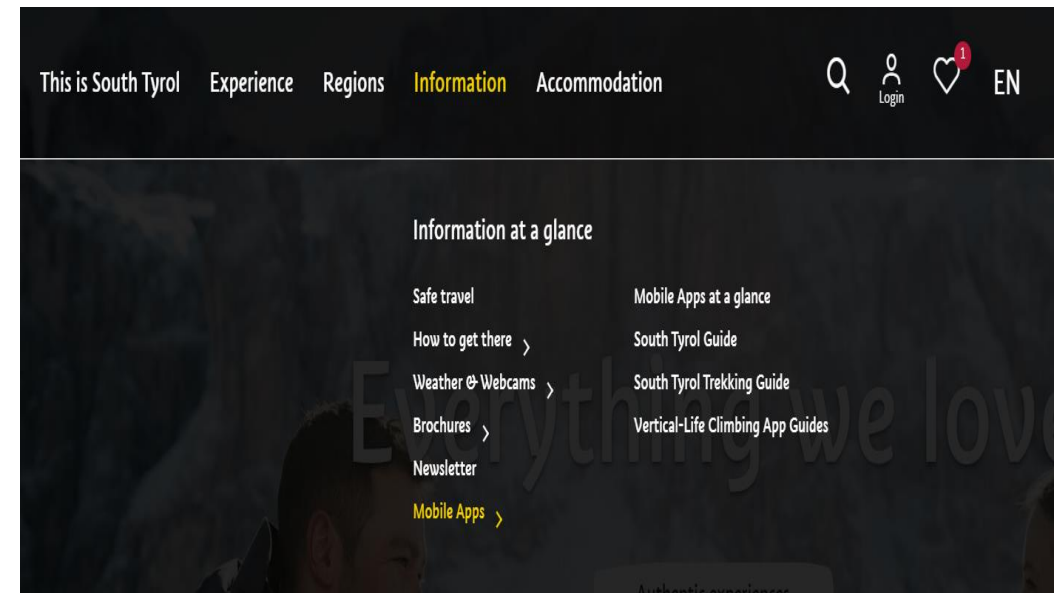 This is South Tyrol Experience Regions Information Accommodation Login 1 EN
Information at a glance
Safe travel
How to get there
Weather & Webcams
Brochures
Newsletter
Mobile Apps
Mobile Apps at a glance
South Tyrol Guide
South Tyrol Trekking Guide
Vertical-Life Climbing App Guides
Everything we love
Authentic experiences